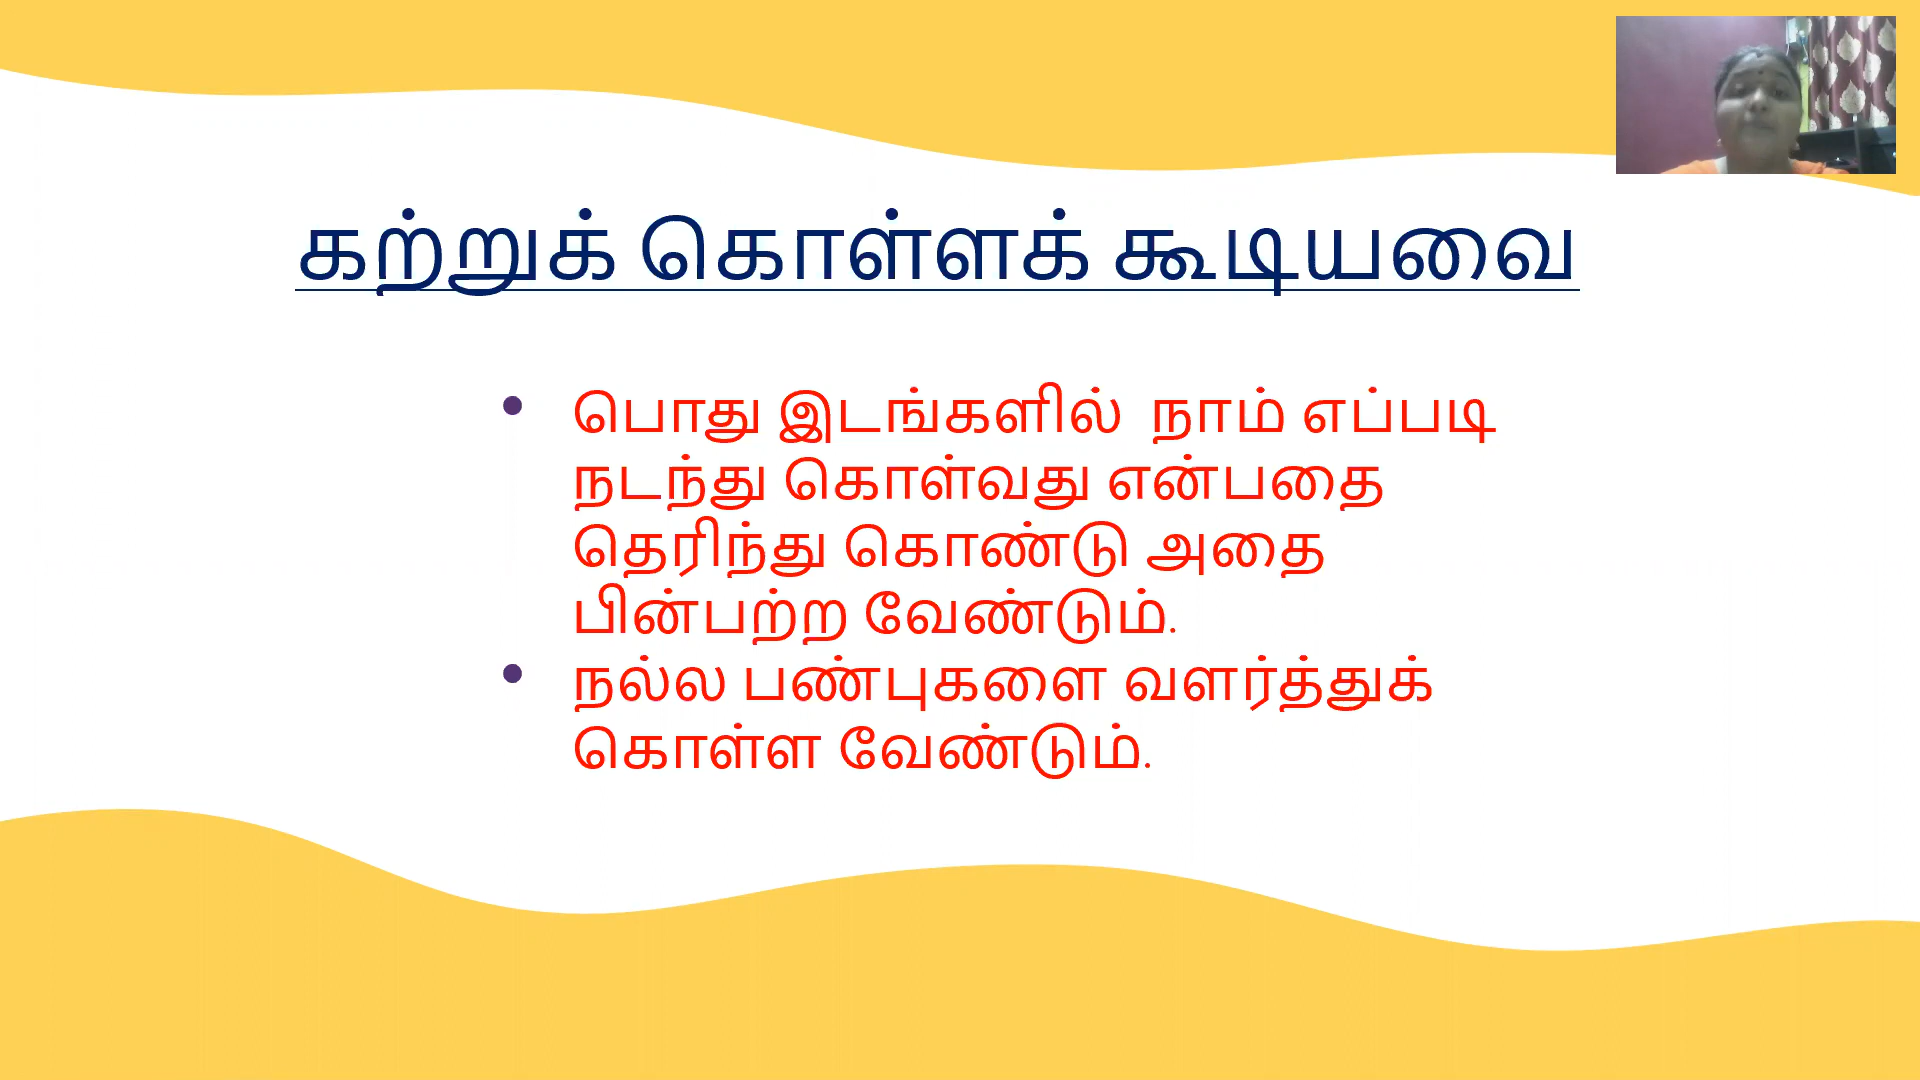 கற்றுக் கொள்ளக் கூடியவை
• பொது இடங்களில் நாம் எப்படி
நடந்து கொள்வது என்பதை
தெரிந்து கொண்டு அதை
பின்பற்ற வேண்டும்.
• நல்ல பண்புகளை வளர்த்துக்
கொள்ள வேண்டும்.